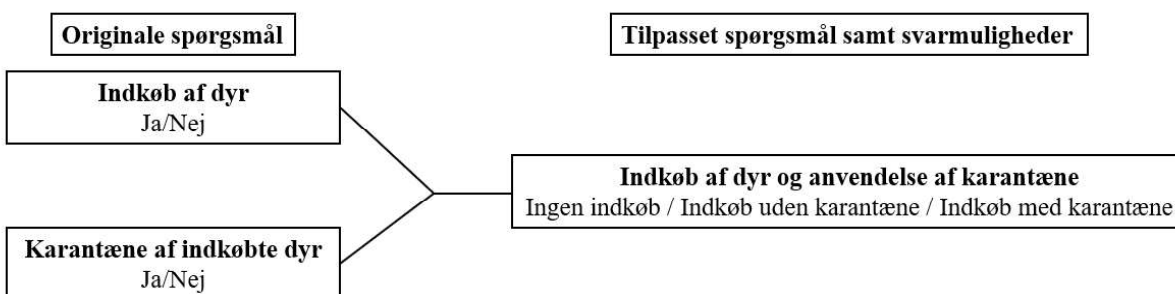 Originale spørgsmål
Tilpasset spørgsmål samt svarmuligheder
Indkøb af dyr
Ja/Nej
Indkøb af dyr og anvendelse af karantæne
Ingen indkøb / Indkøb uden karantæne / Indkøb med karantæne
Karantæne af indkøbte dyr
Ja/Nej